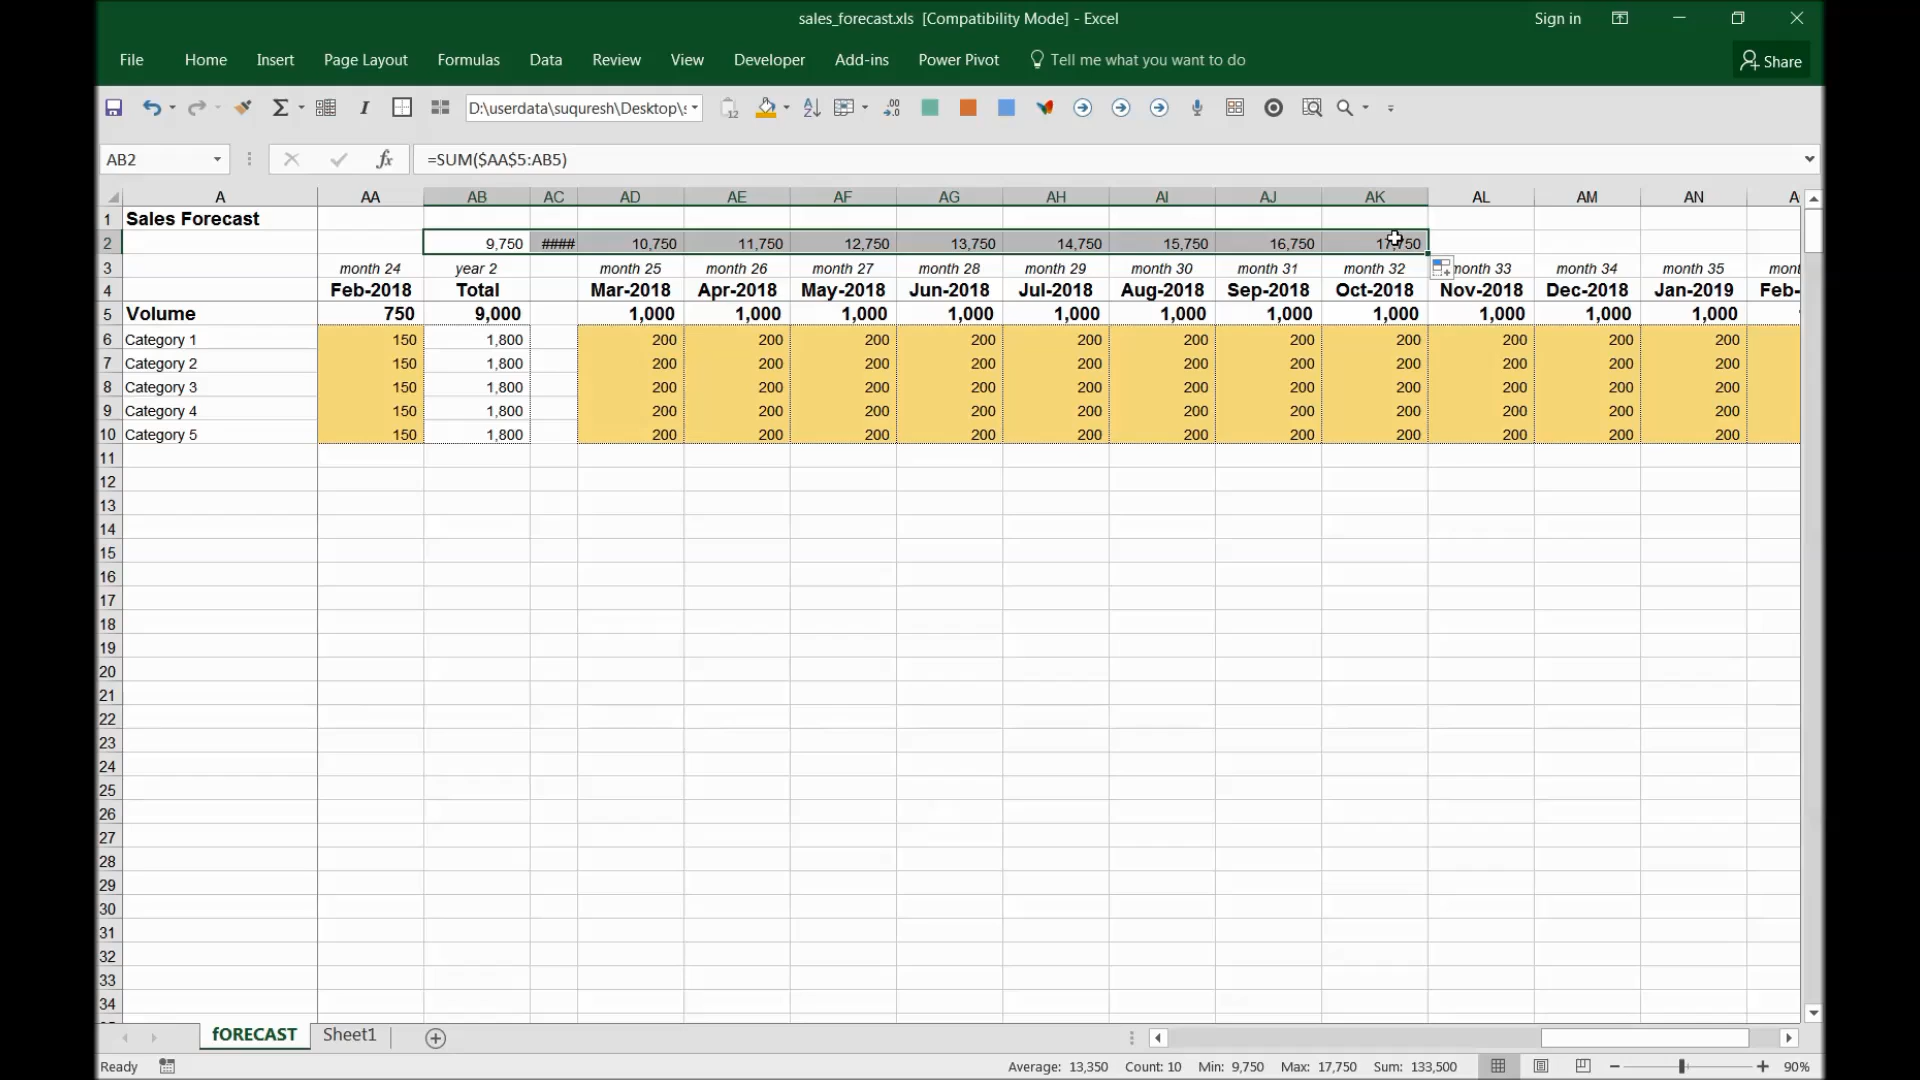 sales_forecast.xls [Compatibility Mode] - Excel
Sign in
File Home Insert Page Layout Formulas Data Review View Developer Add-ins Power Pivot Tell me what you want to do Share
Σ I D:\userdata\suquresh\Desktop\s 12 .00
AB2 fx =SUM($AA$5:AB5)
A AA AB AC AD AE AF AG AH AI AJ AK AL AM AN A
1 Sales Forecast
2 9,750 #### 10,750 11,750 12,750 13,750 14,750 15,750 16,750 17,750
3 month 24 year 2 month 25 month 26 month 27 month 28 month 29 month 30 month 31 month 32 month 33 month 34 month 35 mont
4 Feb-2018 Total Mar-2018 Apr-2018 May-2018 Jun-2018 Jul-2018 Aug-2018 Sep-2018 Oct-2018 Nov-2018 Dec-2018 Jan-2019 Feb-
5 Volume 750 9,000 1,000 1,000 1,000 1,000 1,000 1,000 1,000 1,000 1,000 1,000 1,000
6 Category 1 150 1,800 200 200 200 200 200 200 200 200 200 200 200
7 Category 2 150 1,800 200 200 200 200 200 200 200 200 200 200 200
8 Category 3 150 1,800 200 200 200 200 200 200 200 200 200 200 200
9 Category 4 150 1,800 200 200 200 200 200 200 200 200 200 200 200
10 Category 5 150 1,800 200 200 200 200 200 200 200 200 200 200 200
11
12
13
14
15
16
17
18
19
20
21
22
23
24
25
26
27
28
29
30
31
32
33
34
fORECAST Sheet1
Ready Average: 13,350 Count: 10 Min: 9,750 Max: 17,750 Sum: 133,500 90%